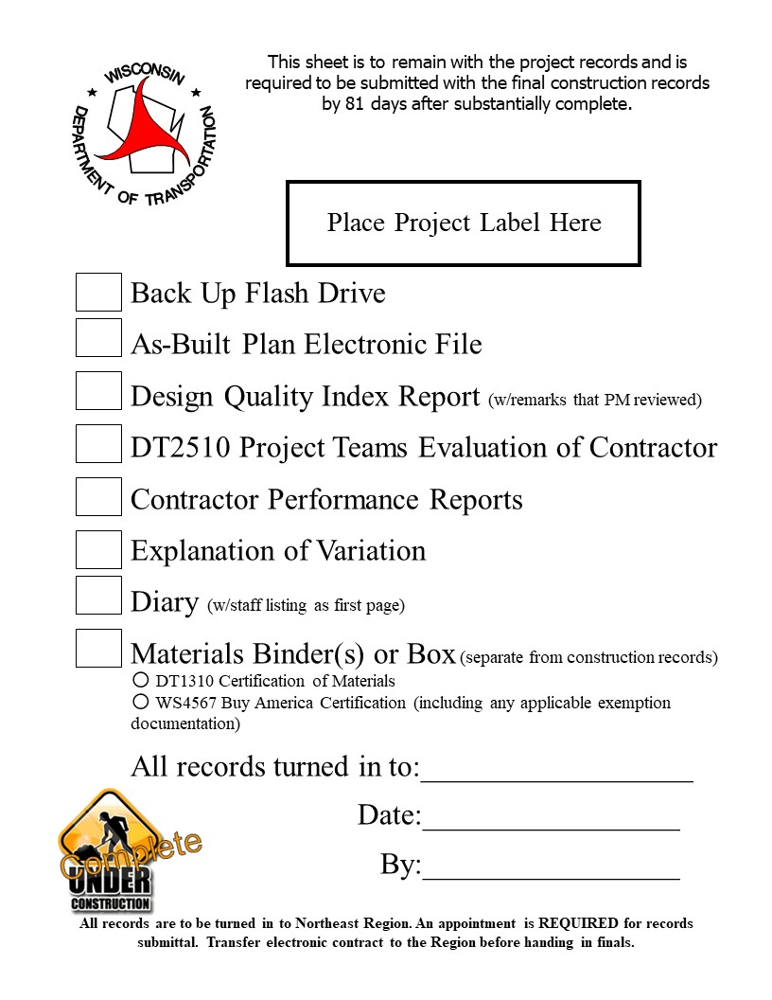 WISCONSIN
DEPARTMENT OF TRANSPORTATION
This sheet is to remain with the project records and is
required to be submitted with the final construction records
by 81 days after substantially complete.
Place Project Label Here
Back Up Flash Drive
As-Built Plan Electronic File
Design Quality Index Report (w/remarks that PM reviewed)
DT2510 Project Teams Evaluation of Contractor
Contractor Performance Reports
Explanation of Variation
Diary (w/staff listing as first page)
Materials Binder(s) or Box (separate from construction records)
DT1310 Certification of Materials
WS4567 Buy America Certification (including any applicable exemption
documentation)
All records turned in to:
Date:
By:
Complete
UNDER
CONSTRUCTION
All records are to be turned in to Northeast Region. An appointment is REQUIRED for records
submittal. Transfer electronic contract to the Region before handing in finals.